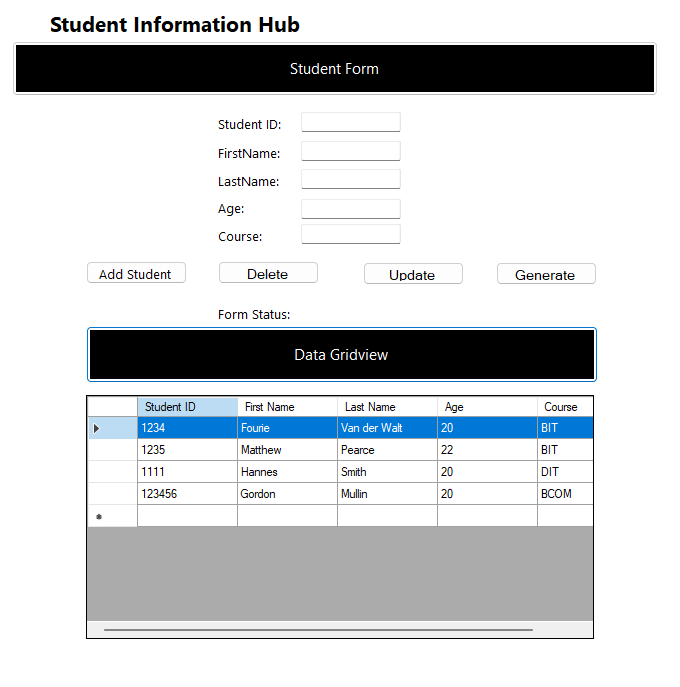 Student Information Hub
Student Form
Student ID:
FirstName:
LastName:
Age:
Course:
Add Student Delete Update Generate
Form Status:
Data Gridview
Student ID First Name Last Name Age Course
1234 Fourie Van der Walt 20 BIT
1235 Matthew Pearce 22 BIT
1111 Hannes Smith 20 DIT
123456 Gordon Mullin 20 BCOM